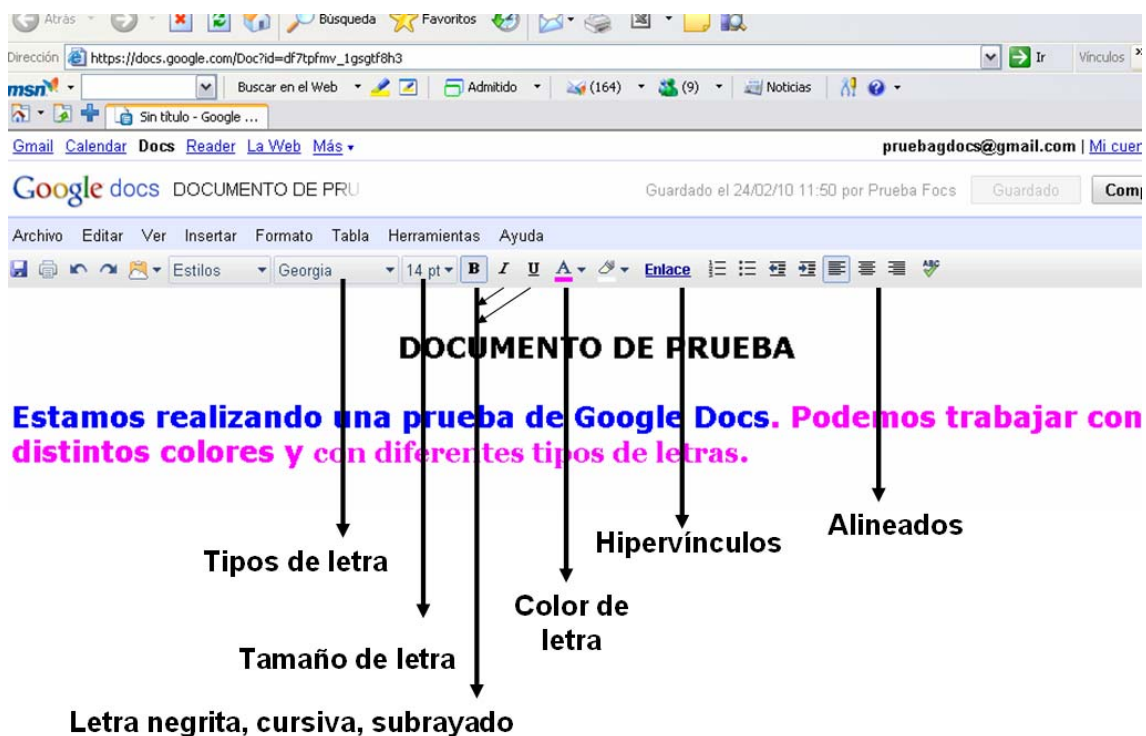 Atrás Búsqueda Favoritos
Dirección https://docs.google.com/Doc?id=df7tpfmv_1gsgtf8h3 Ir Vínculos »
msn Buscar en el Web Admitido (164) (9) Noticias
Sin título - Google ...
Gmail Calendar Docs Reader La Web Más pruebagdocs@gmail.com | Mi cuen
Google docs DOCUMENTO DE PRU Guardado el 24/02/10 11:50 por Prueba Focs Guardado Comp
Archivo Editar Ver Insertar Formato Tabla Herramientas Ayuda
Estilos Georgia 14 pt B I U A Enlace ABC
DOCUMENTO DE PRUEBA
Estamos realizando una prueba de Google Docs. Podemos trabajar con
distintos colores y con diferentes tipos de letras.
Alineados
Hipervínculos
Tipos de letra
Color de
letra
Tamaño de letra
Letra negrita, cursiva, subrayado